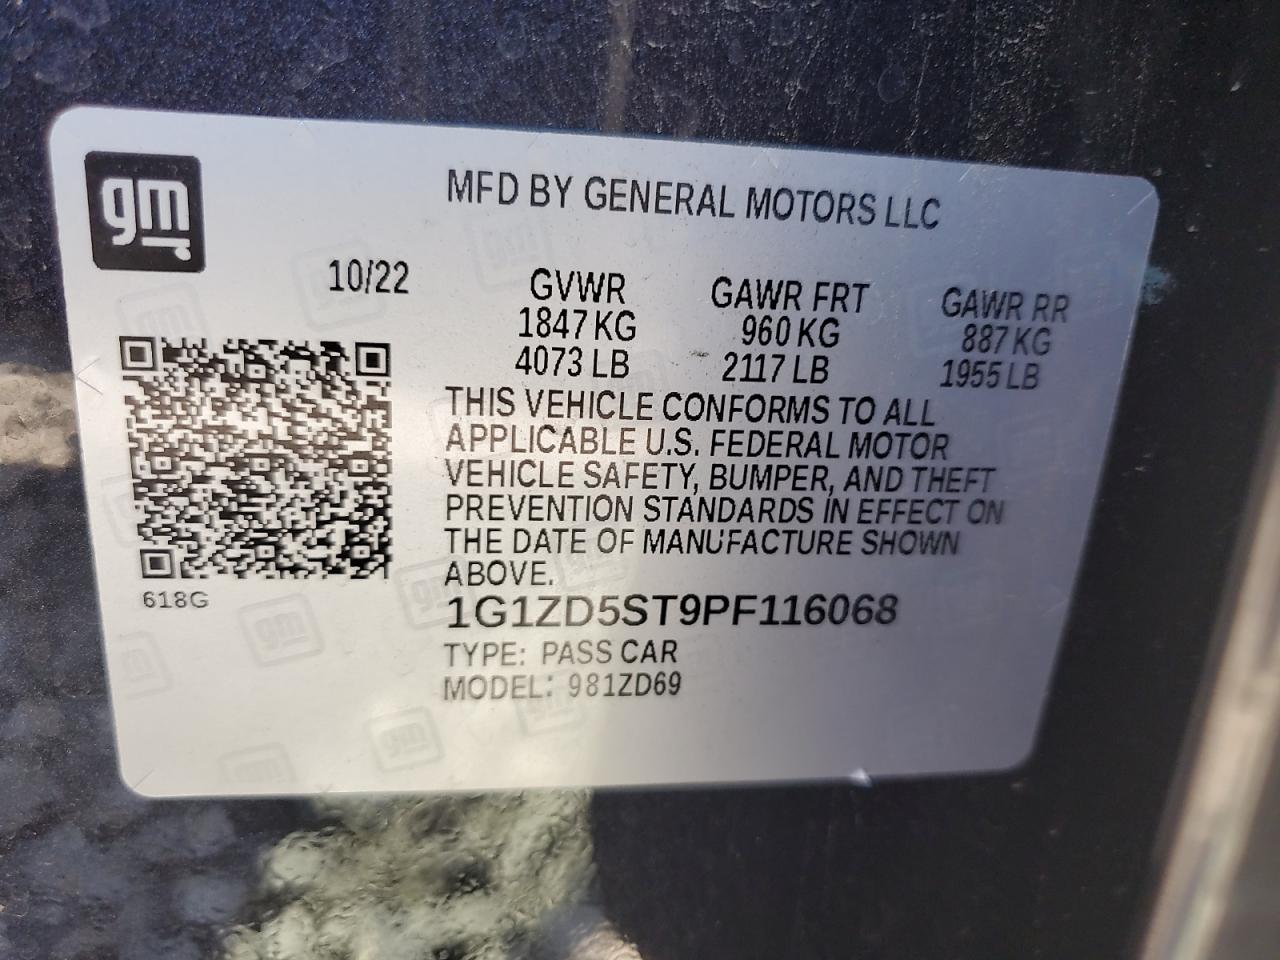 gm
MFD BY GENERAL MOTORS LLC
10/22 GVWR GAWR FRT GAWR RR
1847 KG 960 KG 887 KG
4073 LB 2117 LB 1955 LB
THIS VEHICLE CONFORMS TO ALL
APPLICABLE U.S. FEDERAL MOTOR
VEHICLE SAFETY, BUMPER, AND THEFT
PREVENTION STANDARDS IN EFFECT ON
THE DATE OF MANUFACTURE SHOWN
ABOVE.
618G
1G1ZD5ST9PF116068
TYPE: PASS CAR
MODEL: 981ZD69